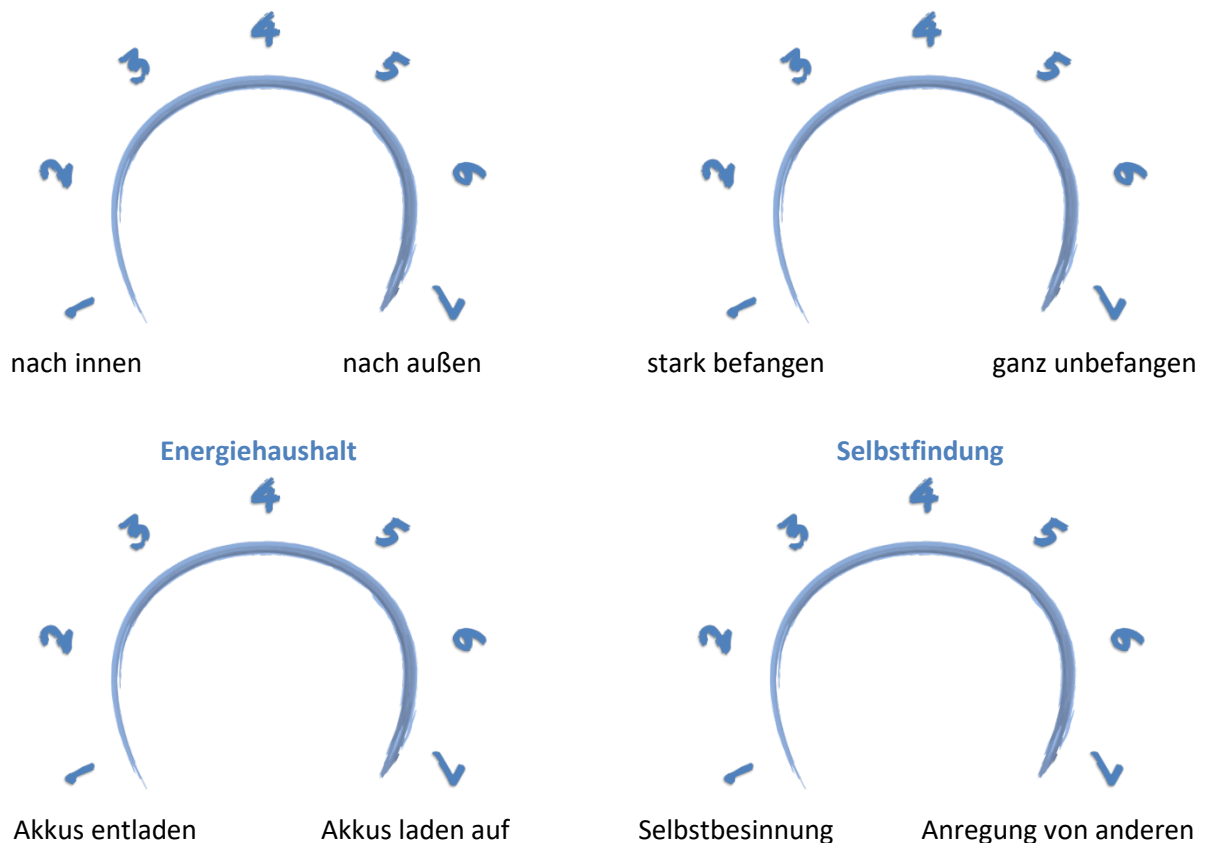 1 2 3 4 5 6 7
nach innen nach außen
1 2 3 4 5 6 7
stark befangen ganz unbefangen
Energiehaushalt
1 2 3 4 5 6 7
Akkus entladen Akkus laden auf
Selbstfindung
1 2 3 4 5 6 7
Selbstbesinnung Anregung von anderen